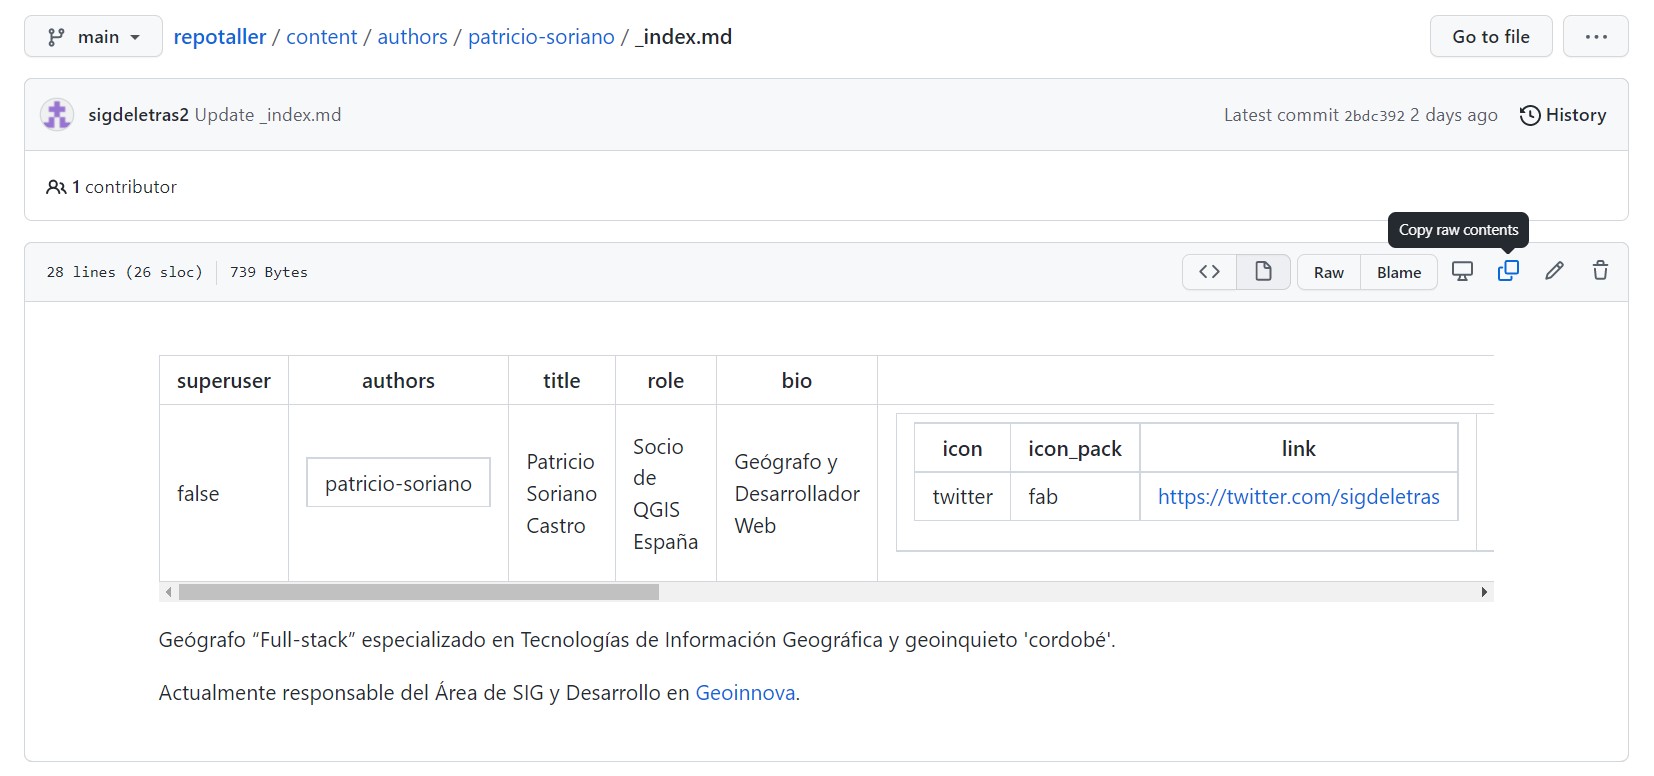 main repotaller / content / authors / patricio-soriano / _index.md Go to file ...
sigdeletras2 Update _index.md Latest commit 2bdc392 2 days ago History
1 contributor
Copy raw contents
28 lines (26 sloc) 739 Bytes <> Raw Blame
superuser authors title role bio
false
patricio-soriano
Patricio
Soriano
Castro
Socio
de
QGIS
España
Geógrafo y
Desarrollador
Web
icon icon_pack link
twitter fab https://twitter.com/sigdeletras
Geógrafo “Full-stack” especializado en Tecnologías de Información Geográfica y geoinquieto 'cordobé'.
Actualmente responsable del Área de SIG y Desarrollo en Geoinnova.